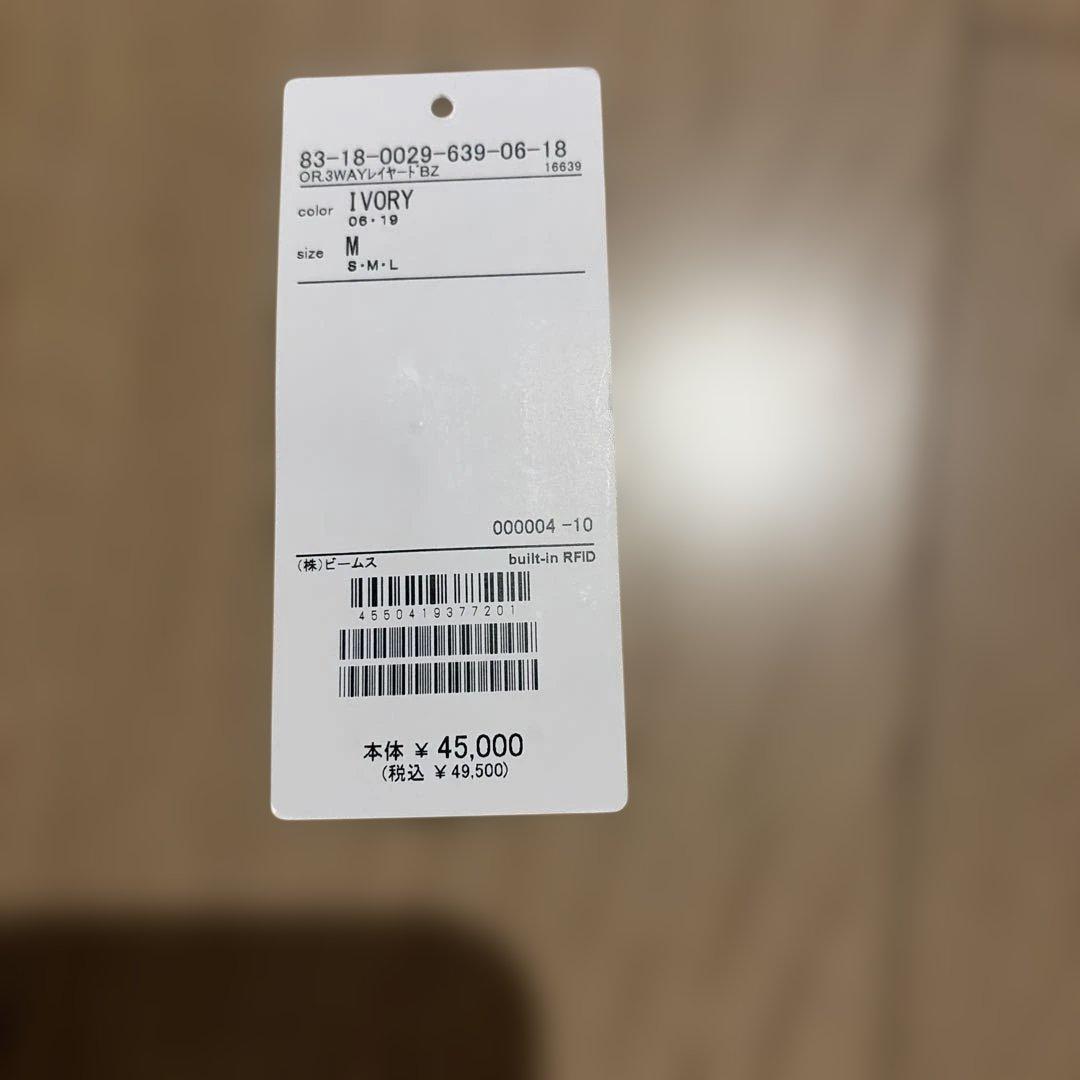 83-18-0029-639-06-18
OR.3WAYレイヤードBZ 16639
color IVORY
06・19
size M
S・M・L
000004 -10
(株)ビームス built-in RFID
4550419377201
本体 ¥ 45,000
(税込 ¥ 49,500)